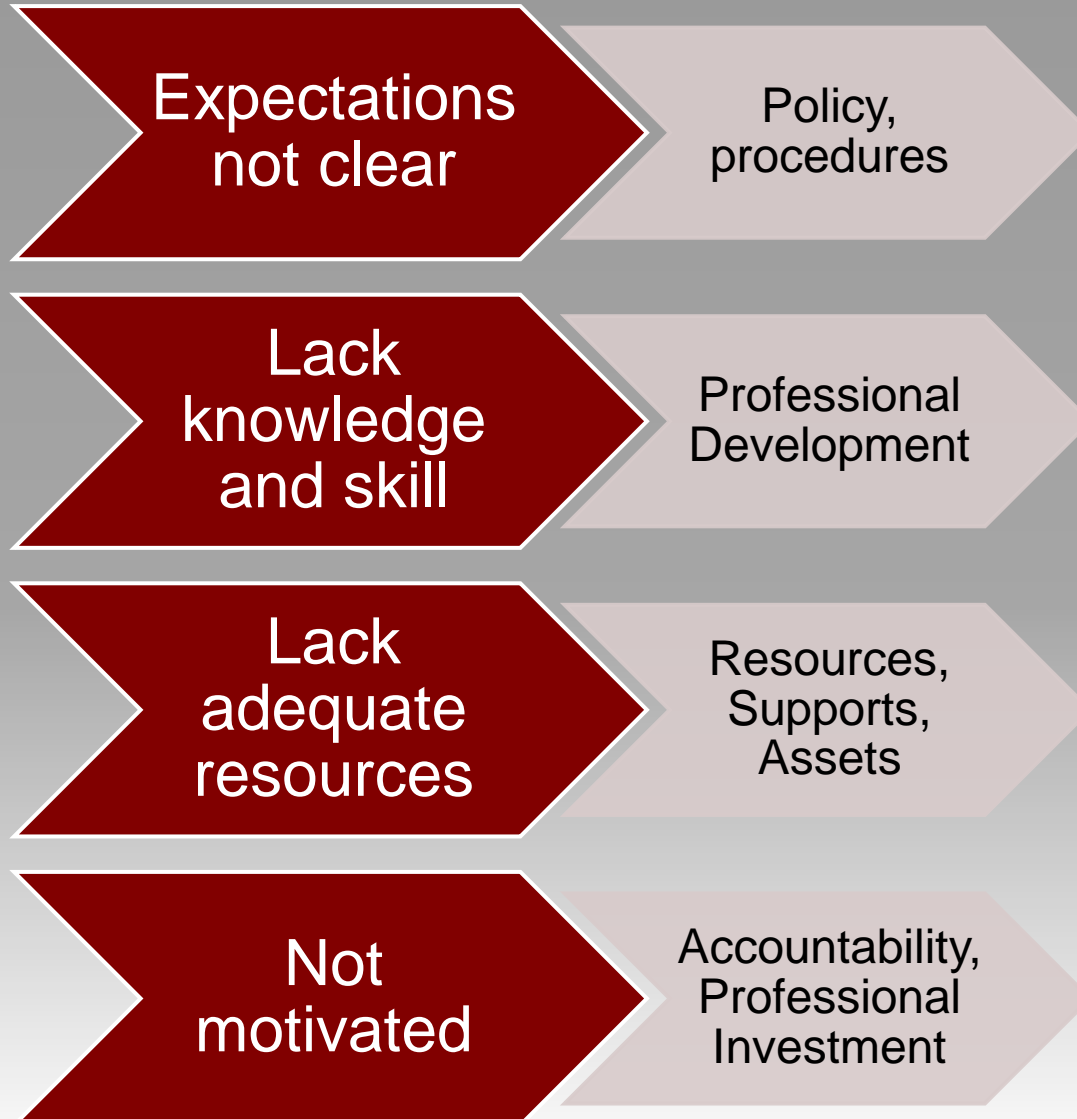 Expectations
not clear
Policy,
procedures
Lack
knowledge
and skill
Professional
Development
Lack
adequate
resources
Resources,
Supports,
Assets
Not
motivated
Accountability,
Professional
Investment